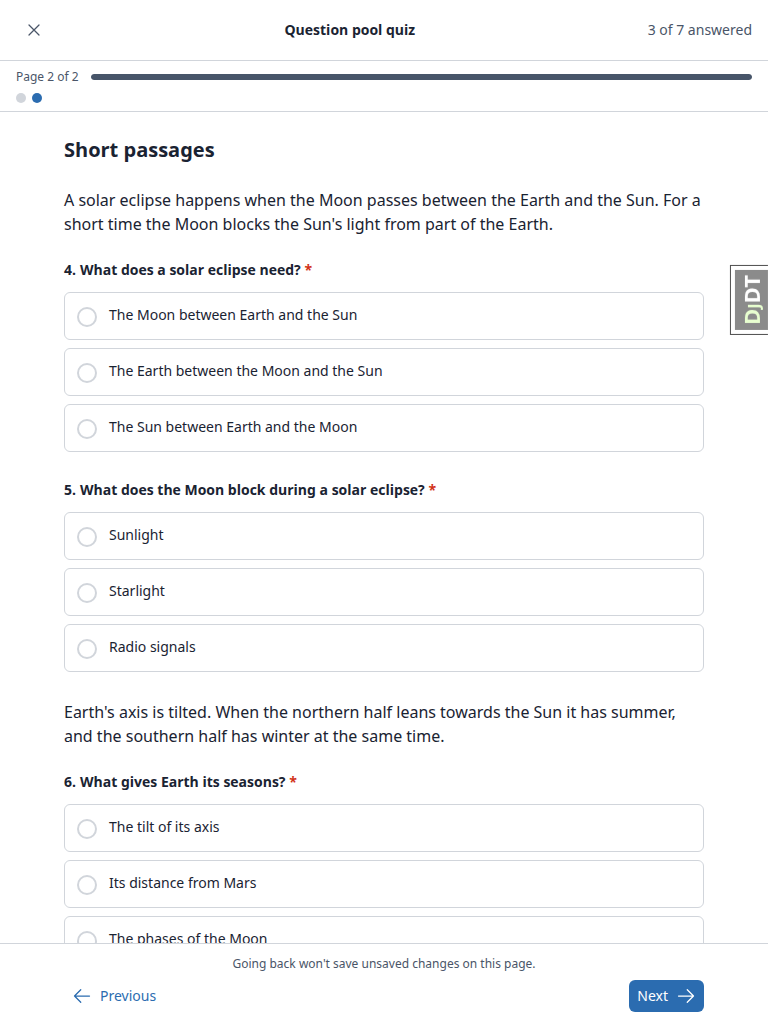 Question pool quiz
3 of 7 answered
Page 2 of 2
Short passages
A solar eclipse happens when the Moon passes between the Earth and the Sun. For a
short time the Moon blocks the Sun's light from part of the Earth.
4. What does a solar eclipse need? *
The Moon between Earth and the Sun
The Earth between the Moon and the Sun
The Sun between Earth and the Moon
DjDT
5. What does the Moon block during a solar eclipse? *
Sunlight
Starlight
Radio signals
Earth's axis is tilted. When the northern half leans towards the Sun it has summer,
and the southern half has winter at the same time.
6. What gives Earth its seasons? *
The tilt of its axis
Its distance from Mars
The phases of the Moon
Going back won't save unsaved changes on this page.
Previous
Next